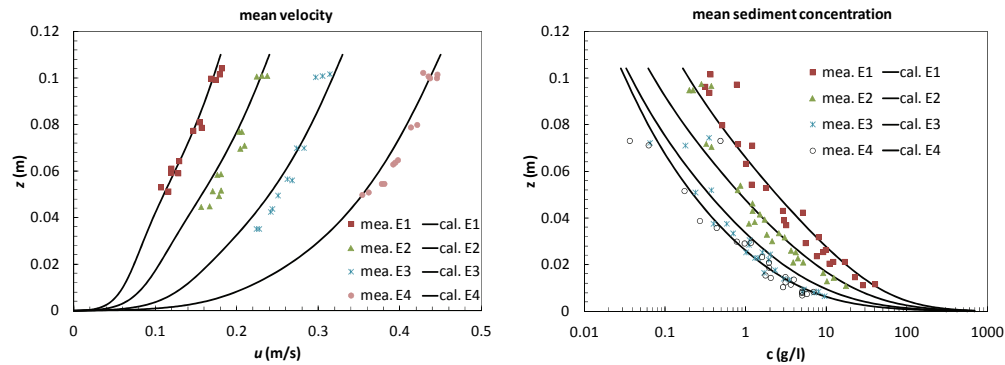 mean velocity
0.12
0.1
0.08
0.06
0.04
0.02
0
z (m)
0
0.1
0.2
0.3
0.4
0.5
u (m/s)
mea. E1 cal. E1
mea. E2 cal. E2
mea. E3 cal. E3
mea. E4 cal. E4
mean sediment concentration
0.12
0.1
0.08
0.06
0.04
0.02
0
z (m)
0.01
0.1
1
10
100
1000
c (g/l)
mea. E1 cal. E1
mea. E2 cal. E2
mea. E3 cal. E3
mea. E4 cal. E4